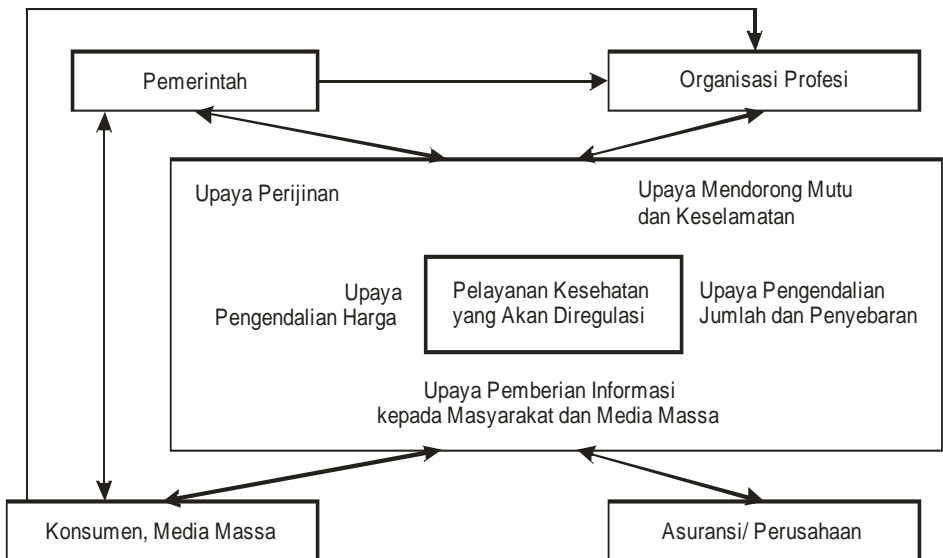 Pemerintah
Organisasi Profesi
Upaya Perijinan
Upaya Mendorong Mutu
dan Keselamatan
Upaya
Pengendalian Harga
Pelayanan Kesehatan
yang Akan Diregulasi
Upaya Pengendalian
Jumlah dan Penyebaran
Upaya Pemberian Informasi
kepada Masyarakat dan Media Massa
Konsumen, Media Massa
Asuransi/ Perusahaan